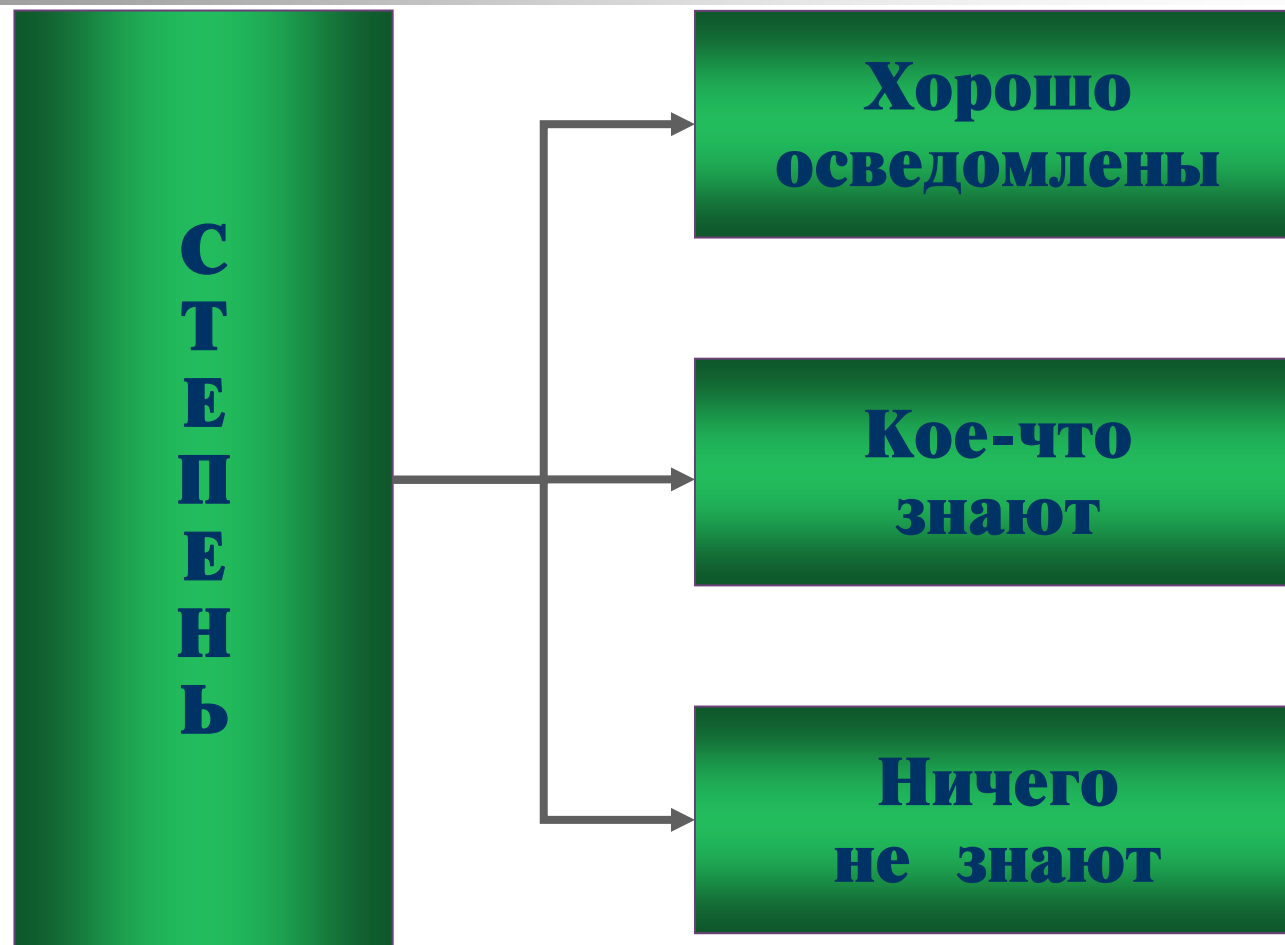 С
Т
Е
П
Е
Н
Ь
Хорошо
осведомлены
Кое-что
знают
Ничего
не знают